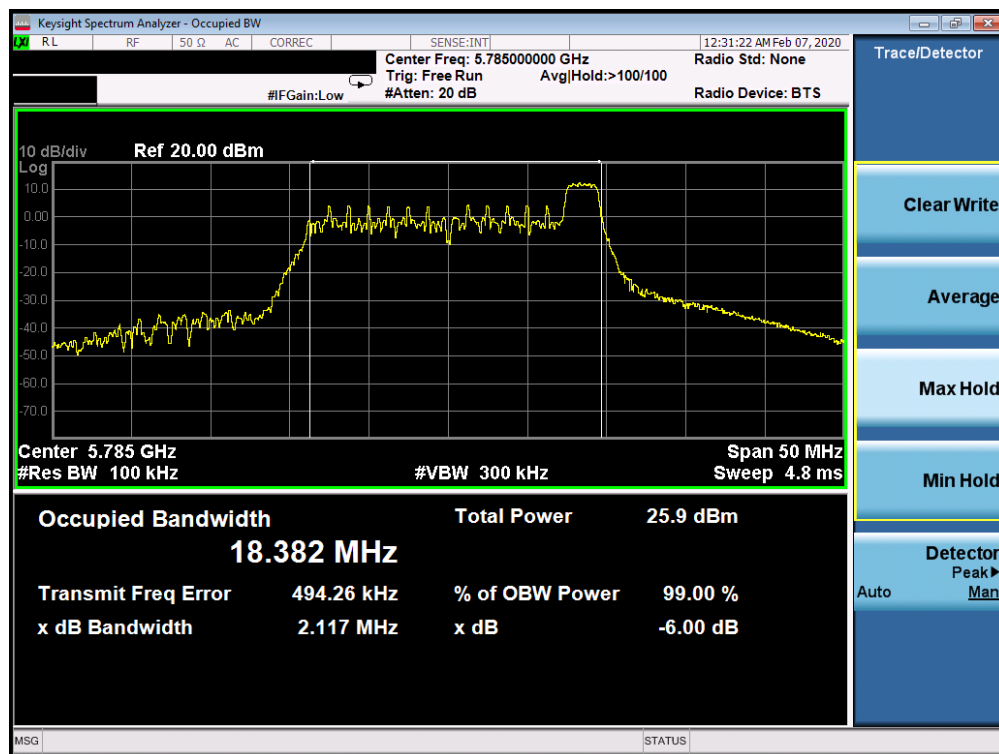 Keysight Spectrum Analyzer - Occupied BW
LXI RL RF 50 Ω AC CORREC SENSE:INT 12:31:22 AM Feb 07, 2020
Center Freq: 5.785000000 GHz Radio Std: None
Trig: Free Run Avg|Hold:>100/100
#IFGain:Low #Atten: 20 dB Radio Device: BTS
10 dB/div Ref 20.00 dBm
Log
10.0
0.00
-10.0
-20.0
-30.0
-40.0
-50.0
-60.0
-70.0
Center 5.785 GHz Span 50 MHz
#Res BW 100 kHz #VBW 300 kHz Sweep 4.8 ms
Occupied Bandwidth Total Power 25.9 dBm
18.382 MHz
Transmit Freq Error 494.26 kHz % of OBW Power 99.00 %
x dB Bandwidth 2.117 MHz x dB -6.00 dB
MSG STATUS
Trace/Detector
Clear Write
Average
Max Hold
Min Hold
Detector
Peak▶
Auto Man